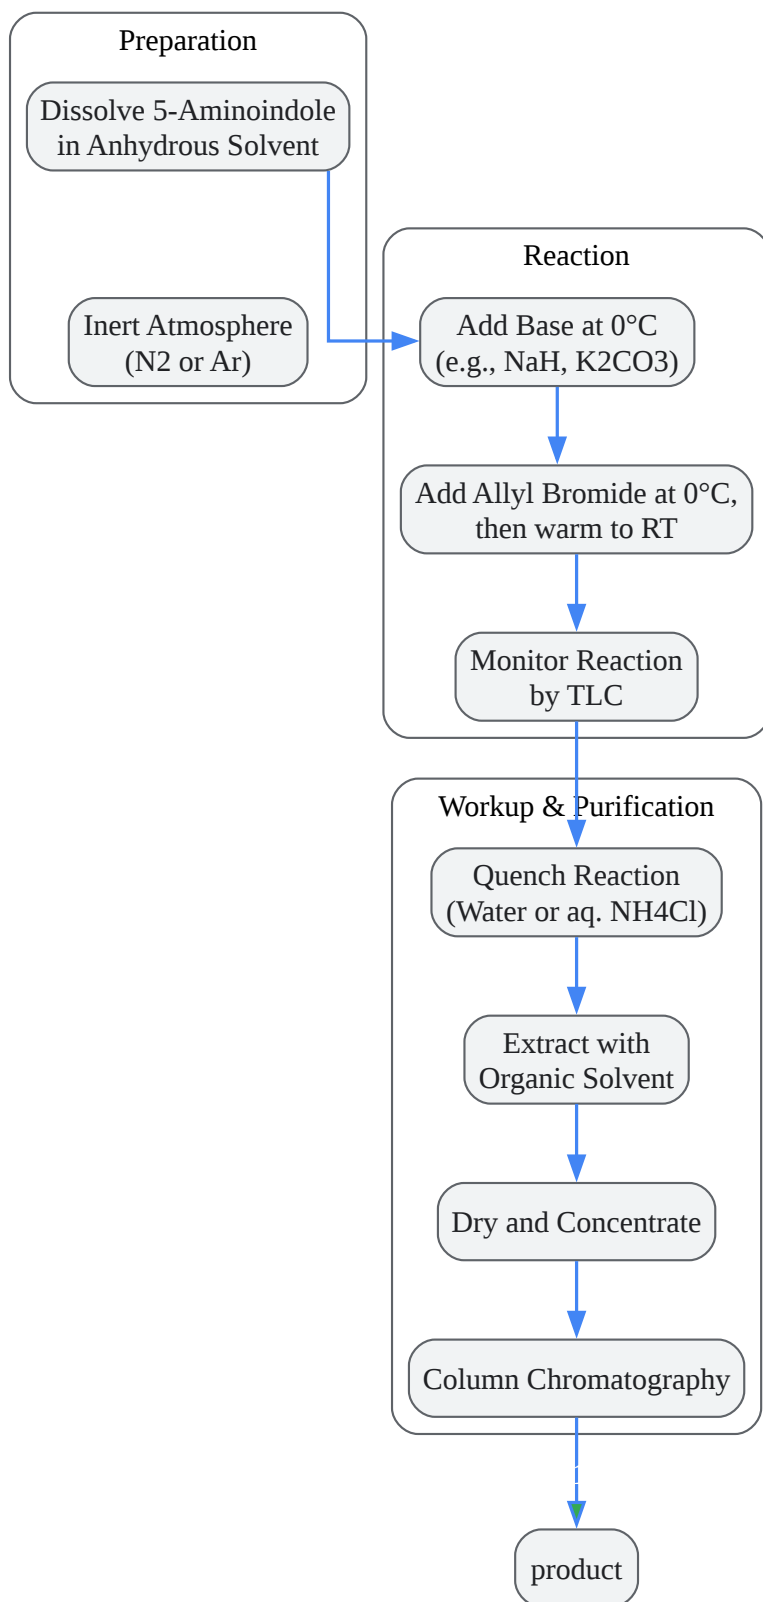 Preparation
Dissolve 5-Aminoindole
in Anhydrous Solvent
Inert Atmosphere
(N2 or Ar)
Reaction
Add Base at 0°C
(e.g., NaH, K2CO3)
Add Allyl Bromide at 0°C,
then warm to RT
Monitor Reaction
by TLC
Workup & Purification
Quench Reaction
(Water or aq. NH4Cl)
Extract with
Organic Solvent
Dry and Concentrate
Column Chromatography
product